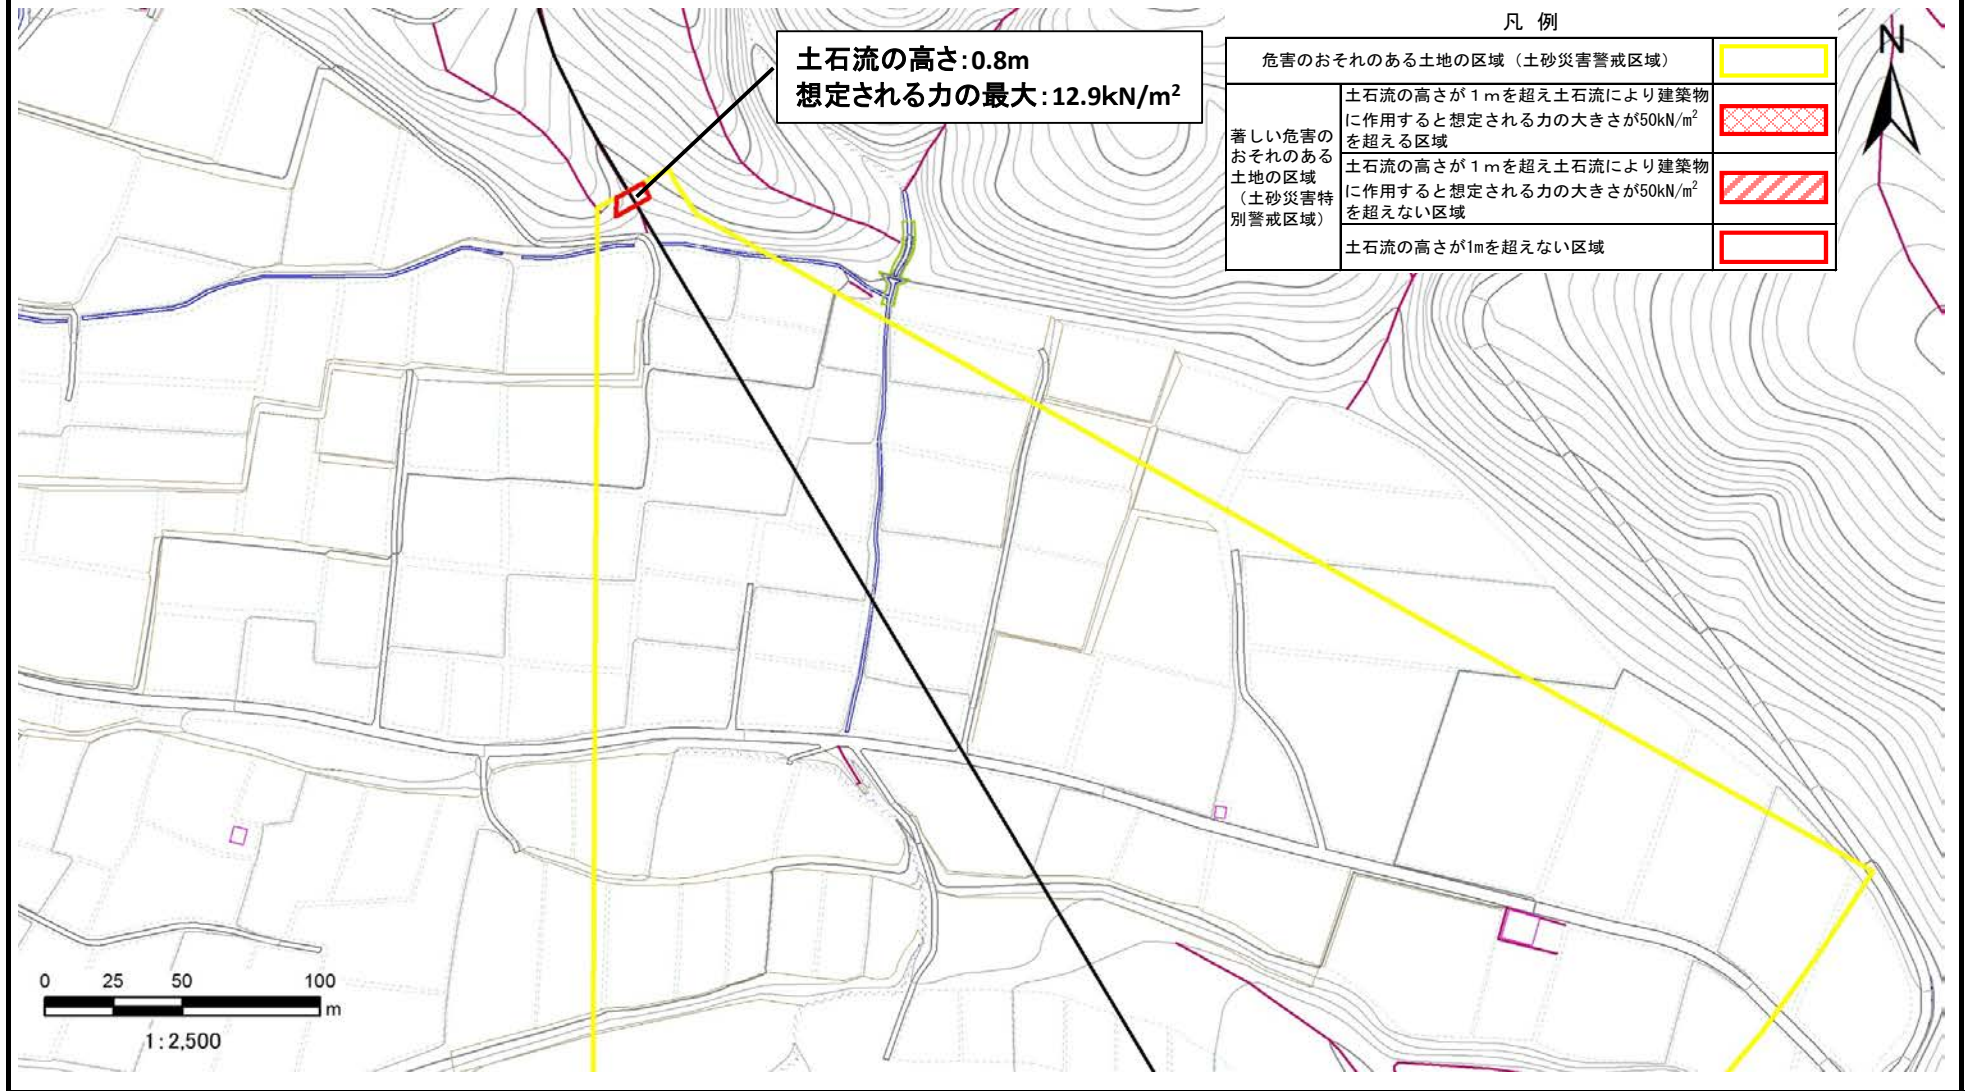 土石流の高さ：0.8m
想定される力の最大：12.9kN/m²
凡 例
危害のおそれのある土地の区域（土砂災害警戒区域）
著しい危害の
おそれのある
土地の区域
（土砂災害特
別警戒区域）
土石流の高さが１ｍを超え土石流により建築物
に作用すると想定される力の大きさが50kN/m²
を超える区域
土石流の高さが１ｍを超え土石流により建築物
に作用すると想定される力の大きさが50kN/m²
を超えない区域
土石流の高さが1mを超えない区域
N
0 25 50 100
m
1:2,500